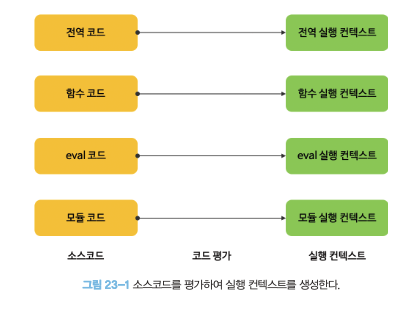 전역 코드 전역 실행 컨텍스트
함수 코드 함수 실행 컨텍스트
eval 코드 eval 실행 컨텍스트
모듈 코드 모듈 실행 컨텍스트
소스코드 코드 평가 실행 컨텍스트
그림 23-1 소스코드를 평가하여 실행 컨텍스트를 생성한다.